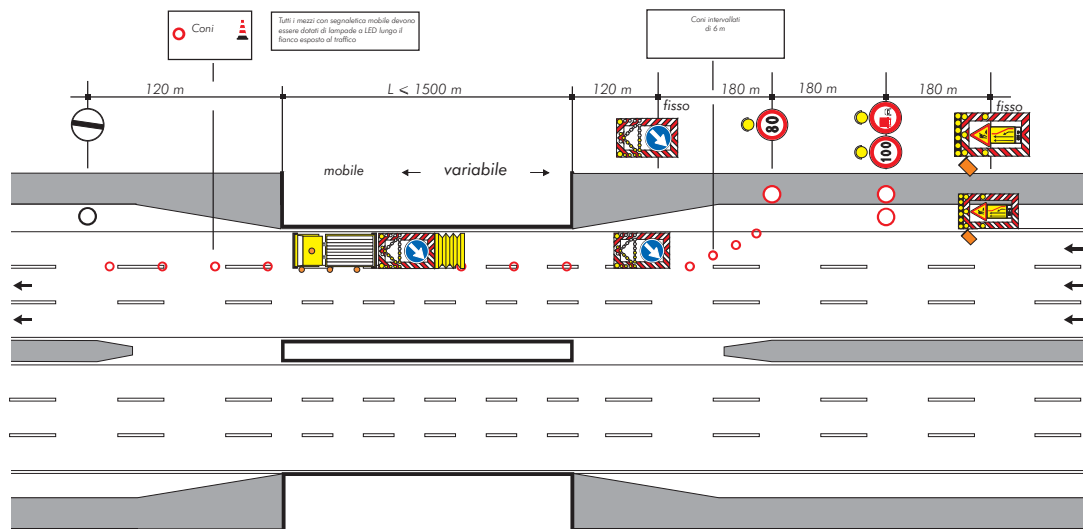 Coni
Tutti i mezzi con segnaletica mobile devono
essere dotati di lampade a LED lungo il
fianco esposto al traffico
Coni intervallati
di 6 m
120 m
L < 1500 m
120 m
180 m
180 m
180 m
fisso
fisso
80
100
mobile
variabile